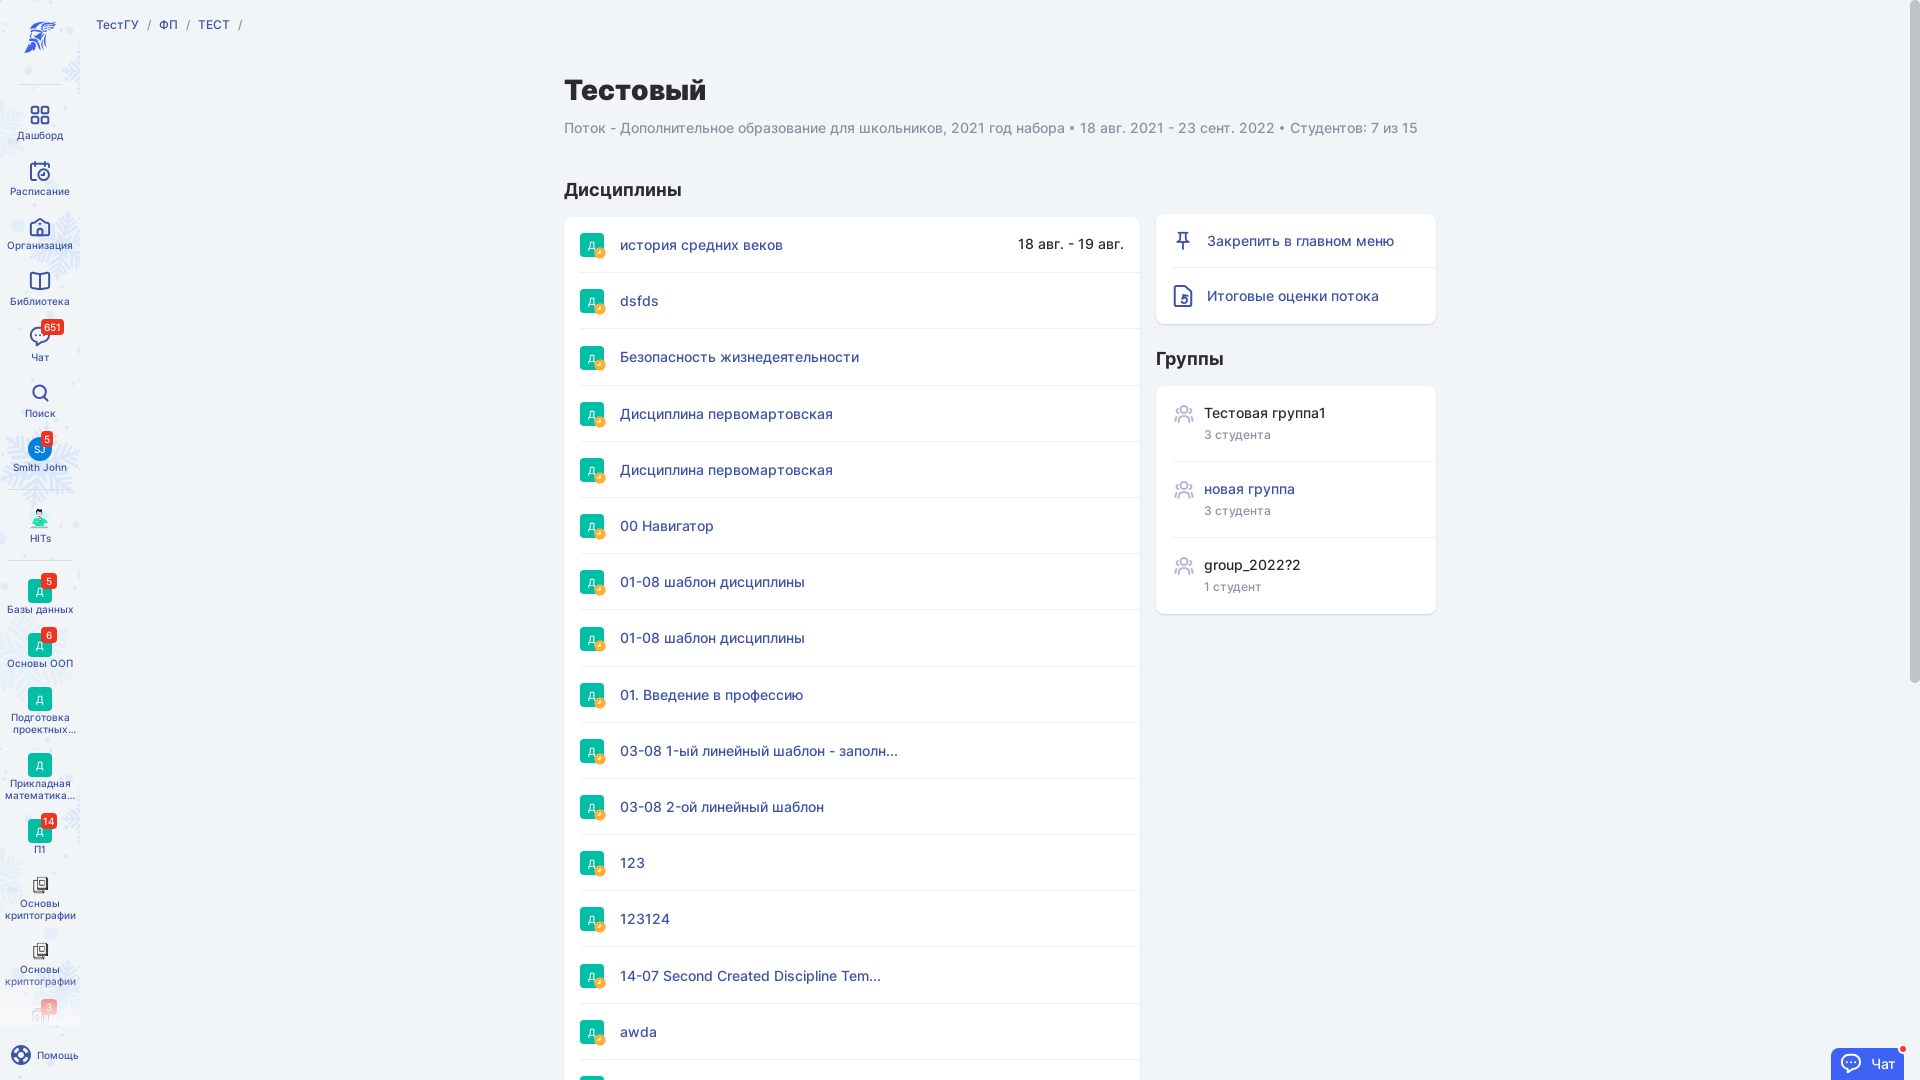 ТестГУ / ФП / ТЕСТ /
Тестовый
Поток - Дополнительное образование для школьников, 2021 год набора • 18 авг. 2021 - 23 сент. 2022 • Студентов: 7 из 15
Дашборд
Расписание
Организация
Библиотека
651
Чат
Поиск
5
SJ
Smith John
HITs
5
Д
Базы данных
6
Д
Основы ООП
Д
Подготовка
проектных...
Д
Прикладная
математика...
14
Д
П1
Основы
криптографии
Основы
криптографии
3
Помощь
Дисциплины
Д история средних веков 18 авг. - 19 авг.
Д dsfds
Д Безопасность жизнедеятельности
Д Дисциплина первомартовская
Д Дисциплина первомартовская
Д 00 Навигатор
Д 01-08 шаблон дисциплины
Д 01-08 шаблон дисциплины
Д 01. Введение в профессию
Д 03-08 1-ый линейный шаблон - заполн...
Д 03-08 2-ой линейный шаблон
Д 123
Д 123124
Д 14-07 Second Created Discipline Tem...
Д awda
Закрепить в главном меню
5 Итоговые оценки потока
Группы
Тестовая группа1
3 студента
новая группа
3 студента
group_2022?2
1 студент
Чат